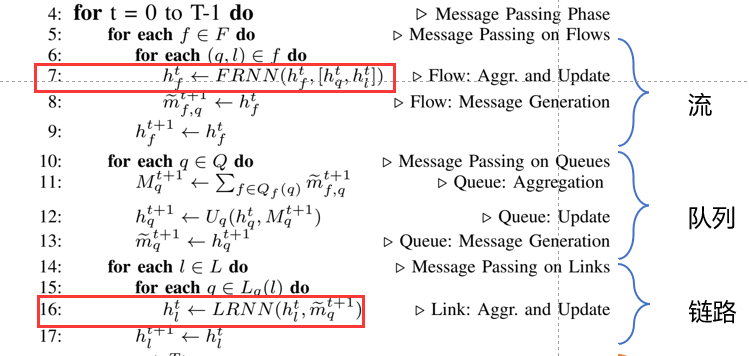 4: for t = 0 to T-1 do ▷ Message Passing Phase
5: for each f ∈ F do ▷ Message Passing on Flows
6: for each (q, l) ∈ f do
7: h_f^t ← FRNN(h_f^t, [h_q^t, h_l^t]) ▷ Flow: Aggr. and Update
8: m̃_{f,q}^{t+1} ← h_f^t ▷ Flow: Message Generation
9: h_f^{t+1} ← h_f^t
流
10: for each q ∈ Q do ▷ Message Passing on Queues
11: M_q^{t+1} ← ∑_{f∈Q_f(q)} m̃_{f,q}^{t+1} ▷ Queue: Aggregation
12: h_q^{t+1} ← U_q(h_q^t, M_q^{t+1}) ▷ Queue: Update
13: m̃_q^{t+1} ← h_q^{t+1} ▷ Queue: Message Generation
队列
14: for each l ∈ L do ▷ Message Passing on Links
15: for each q ∈ L_q(l) do
16: h_l^t ← LRNN(h_l^t, m̃_q^{t+1}) ▷ Link: Aggr. and Update
17: h_l^{t+1} ← h_l^t
链路